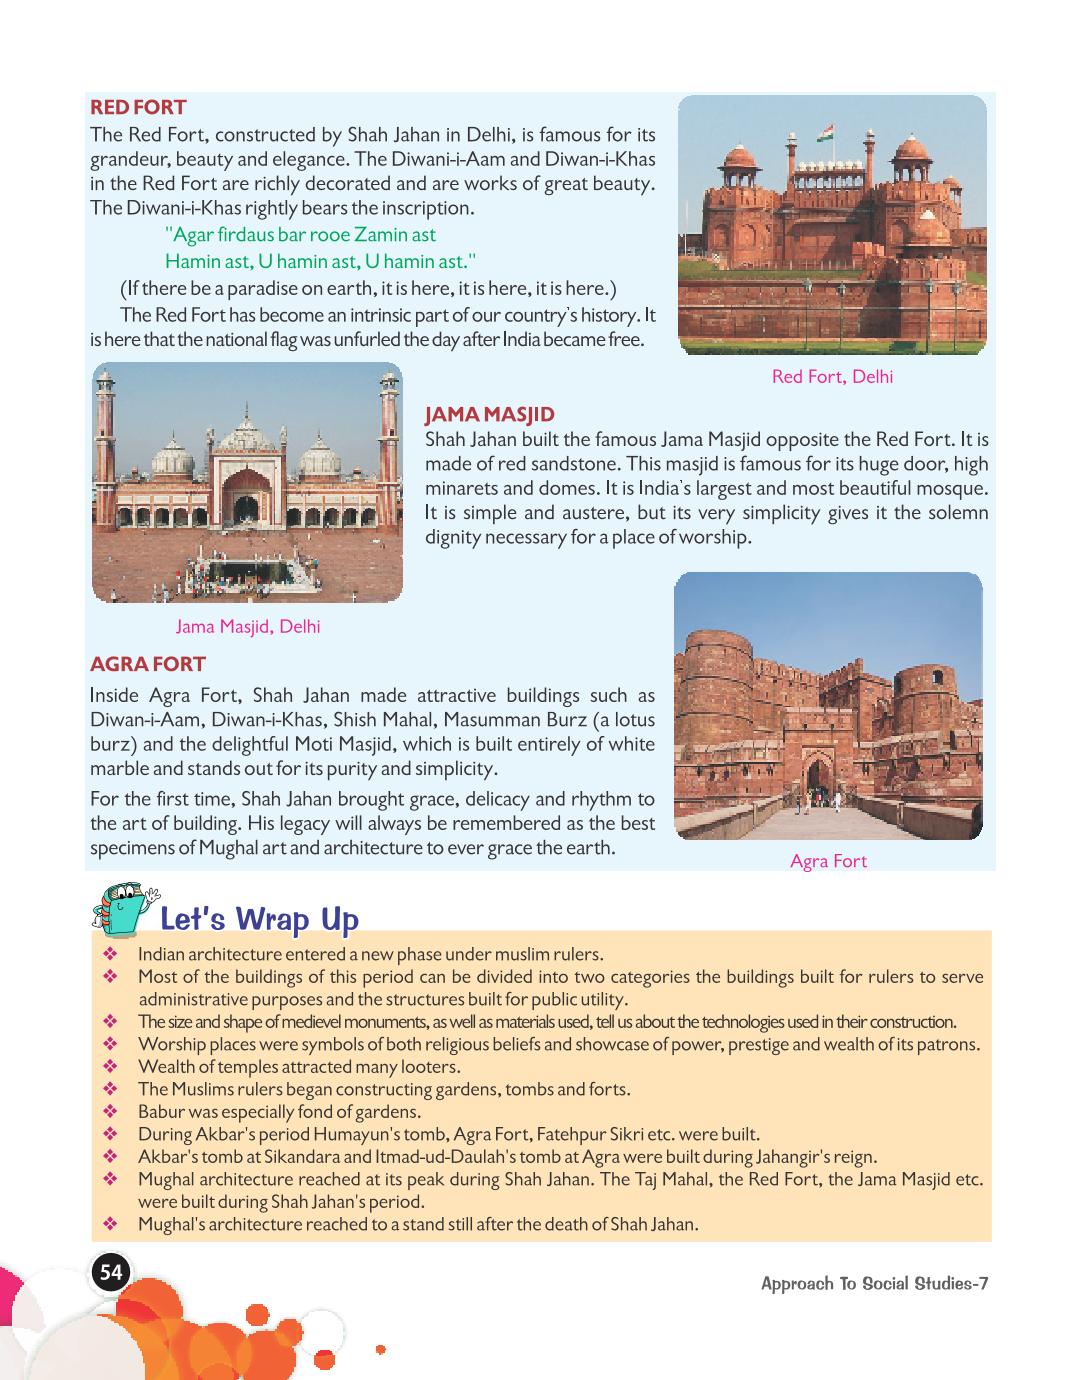 RED FORT
The Red Fort, constructed by Shah Jahan in Delhi, is famous for its
grandeur, beauty and elegance. The Diwani-i-Aam and Diwan-i-Khas
in the Red Fort are richly decorated and are works of great beauty.
The Diwani-i-Khas rightly bears the inscription.
"Agar firdaus bar rooe Zamin ast
Hamin ast, U hamin ast, U hamin ast."
(If there be a paradise on earth, it is here, it is here, it is here.)
The Red Fort has become an intrinsic part of our country's history. It
is here that the national flag was unfurled the day after India became free.
Red Fort, Delhi
JAMA MASJID
Shah Jahan built the famous Jama Masjid opposite the Red Fort. It is
made of red sandstone. This masjid is famous for its huge door, high
minarets and domes. It is India's largest and most beautiful mosque.
It is simple and austere, but its very simplicity gives it the solemn
dignity necessary for a place of worship.
Jama Masjid, Delhi
AGRA FORT
Inside Agra Fort, Shah Jahan made attractive buildings such as
Diwan-i-Aam, Diwan-i-Khas, Shish Mahal, Masumman Burz (a lotus
burz) and the delightful Moti Masjid, which is built entirely of white
marble and stands out for its purity and simplicity.
For the first time, Shah Jahan brought grace, delicacy and rhythm to
the art of building. His legacy will always be remembered as the best
specimens of Mughal art and architecture to ever grace the earth.
Agra Fort
Let's Wrap Up
❖ Indian architecture entered a new phase under muslim rulers.
❖ Most of the buildings of this period can be divided into two categories the buildings built for rulers to serve
administrative purposes and the structures built for public utility.
❖ The size and shape of medievel monuments, as well as materials used, tell us about the technologies used in their construction.
❖ Worship places were symbols of both religious beliefs and showcase of power, prestige and wealth of its patrons.
❖ Wealth of temples attracted many looters.
❖ The Muslims rulers began constructing gardens, tombs and forts.
❖ Babur was especially fond of gardens.
❖ During Akbar's period Humayun's tomb, Agra Fort, Fatehpur Sikri etc. were built.
❖ Akbar's tomb at Sikandara and Itmad-ud-Daulah's tomb at Agra were built during Jahangir's reign.
❖ Mughal architecture reached at its peak during Shah Jahan. The Taj Mahal, the Red Fort, the Jama Masjid etc.
were built during Shah Jahan's period.
❖ Mughal's architecture reached to a stand still after the death of Shah Jahan.
54
Approach To Social Studies-7